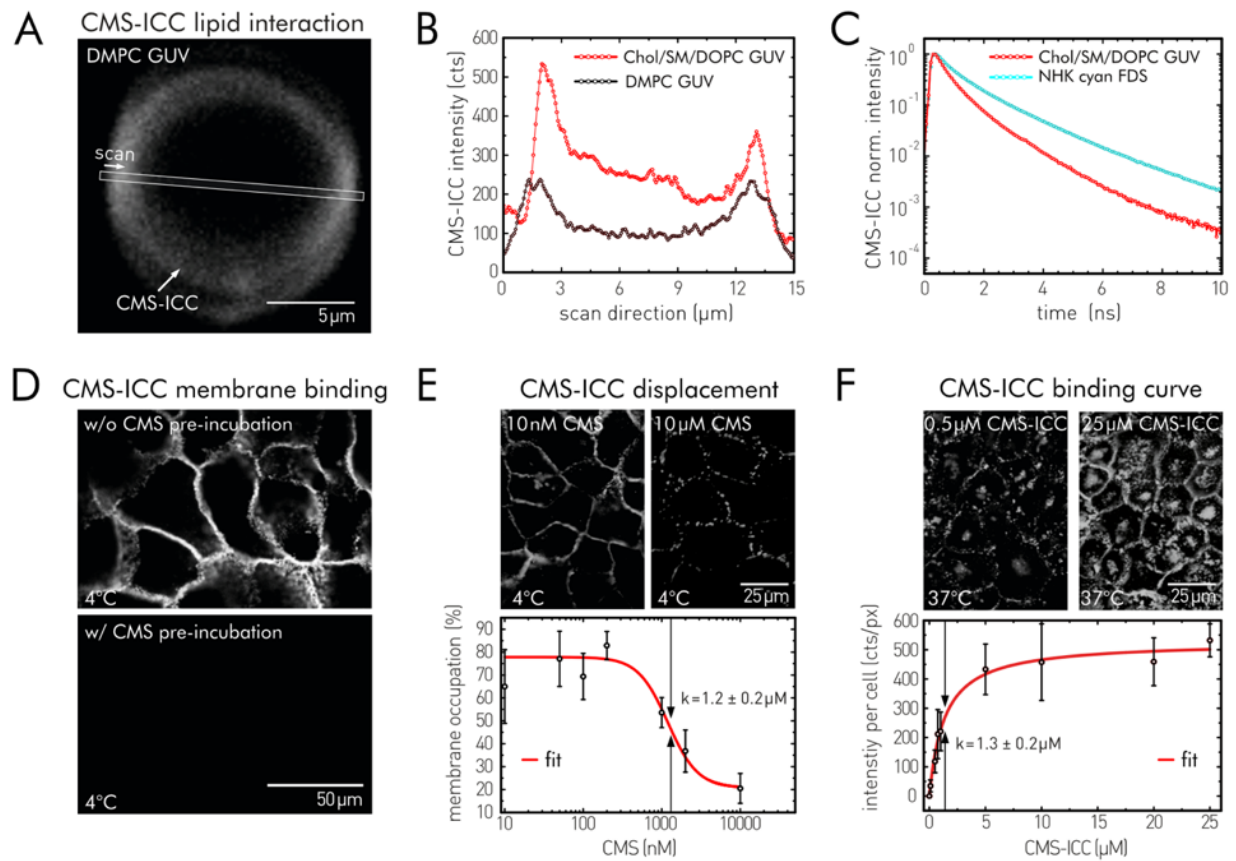 A
CMS-ICC lipid interaction
DMPC GUV
scan
CMS-ICC
5µm
B
600
500
400
300
200
100
0
CMS-ICC intensity (cts)
Chol/SM/DOPC GUV
DMPC GUV
0 3 6 9 12 15
scan direction (µm)
C
10⁰
10⁻¹
10⁻²
10⁻³
10⁻⁴
CMS-ICC norm. intensity
Chol/SM/DOPC GUV
NHK cyan FDS
0 2 4 6 8 10
time (ns)
D
CMS-ICC membrane binding
w/o CMS pre-incubation
4°C
w/ CMS pre-incubation
4°C
50µm
E
CMS-ICC displacement
10nM CMS
4°C
10µM CMS
4°C
25µm
90
80
70
60
50
40
30
20
10
membrane occupation (%)
k=1.2 ± 0.2µM
fit
10 100 1000 10000
CMS (nM)
F
CMS-ICC binding curve
0.5µM CMS-ICC
37°C
25µM CMS-ICC
37°C
25µm
600
500
400
300
200
100
0
intenstiy per cell (cts/px)
k=1.3 ± 0.2µM
fit
0 5 10 15 20 25
CMS-ICC (µM)